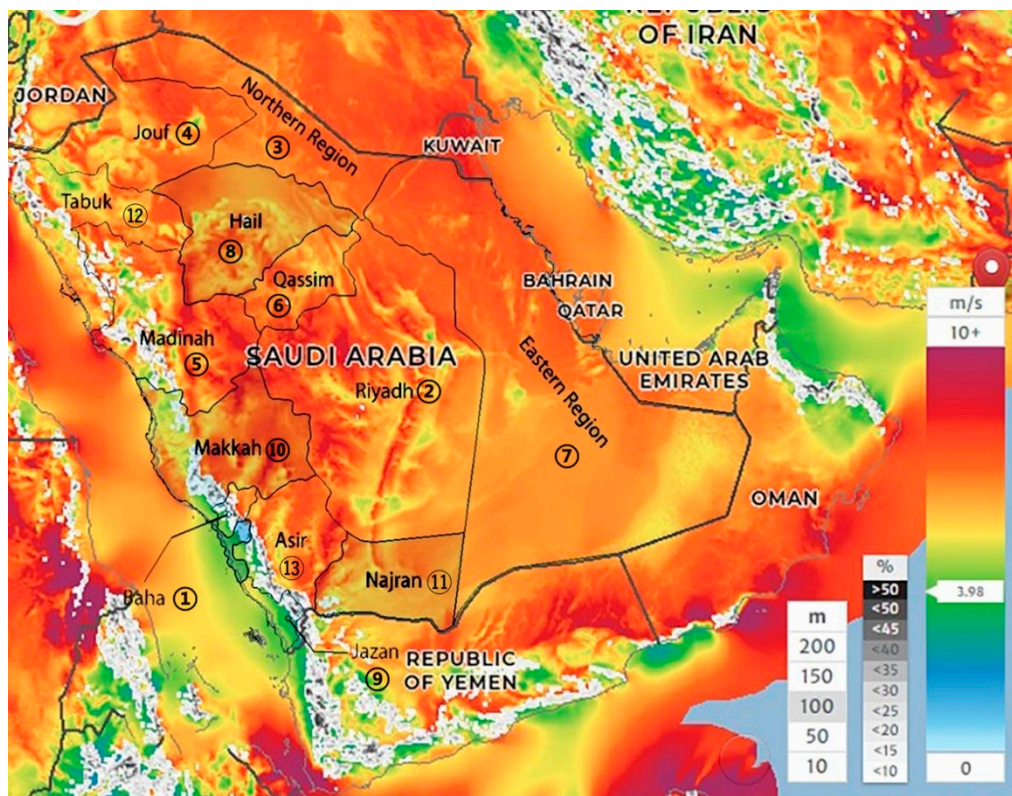 REPUBLIC
OF IRAN
JORDAN
Northern Region
③
Jouf ④
KUWAIT
Tabuk ⑫
Hail
⑧
Qassim
⑥
BAHRAIN
QATAR
m/s
10+
Madinah
⑤
SAUDI ARABIA
Riyadh ②
Eastern Region
⑦
UNITED ARAB
EMIRATES
Makkah ⑩
OMAN
Asir
⑬
Najran ⑪
Baha ①
Jazan
⑨
REPUBLIC
OF YEMEN
m
200
150
100
50
10
%
>50
<50
<45
<40
<35
<30
<25
<20
<15
<10
3.98
0